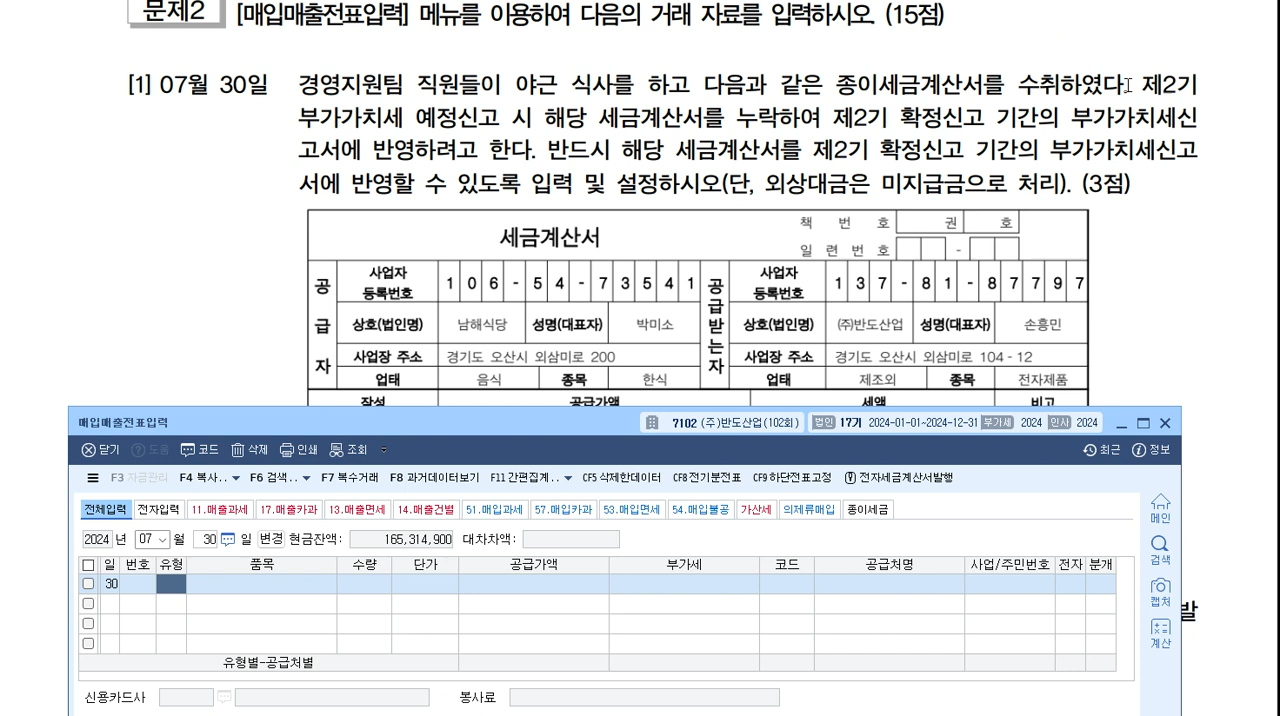 문제2 [매입매출전표입력] 메뉴를 이용하여 다음의 거래 자료를 입력하시오. (15점)
[1] 07월 30일 경영지원팀 직원들이 야근 식사를 하고 다음과 같은 종이세금계산서를 수취하였다. 제2기
부가가치세 예정신고 시 해당 세금계산서를 누락하여 제2기 확정신고 기간의 부가가치세신
고서에 반영하려고 한다. 반드시 해당 세금계산서를 제2기 확정신고 기간의 부가가치세신고
서에 반영할 수 있도록 입력 및 설정하시오(단, 외상대금은 미지급금으로 처리). (3점)
세금계산서 책 번 호 권 호
일 련 번 호 -
공급자 사업자 등록번호 1 0 6 - 5 4 - 7 3 5 4 1 공급받는자 사업자 등록번호 1 3 7 - 8 1 - 8 7 7 9 7
상호(법인명) 남해식당 성명(대표자) 박미소 상호(법인명) ㈜반도산업 성명(대표자) 손흥민
사업장 주소 경기도 오산시 외삼미로 200 사업장 주소 경기도 오산시 외삼미로 104 - 12
업태 음식 종목 한식 업태 제조외 종목 전자제품
작성 공급가액 세액 비고
매입매출전표입력 7102 (주)반도산업(102회) 법인 17기 2024-01-01~2024-12-31 부가세 2024 인시 2024
닫기 도움 코드 삭제 인쇄 조회 최근 정보
F3 자금관리 F4 복사.. F6 검색.. F7 복수거래 F8 과거데이터보기 F11 간편집계.. CF5 삭제한데이터 CF8 전기분전표 CF9 하단전표고정 전자세금계산서발행
전체입력 전자입력 11.매출과세 17.매출카과 13.매출면세 14.매출건별 51.매입과세 57.매입카과 53.매입면세 54.매입불공 가산세 의제류매입 종이세금
2024 년 07 월 30 일 변경 현금잔액: 165,314,900 대차차액:
일 번호 유형 품목 수량 단가 공급가액 부가세 코드 공급처명 사업/주민번호 전자 분개
30
유형별-공급처별
신용카드사 봉사료
메인
검색
캡처
계산
발